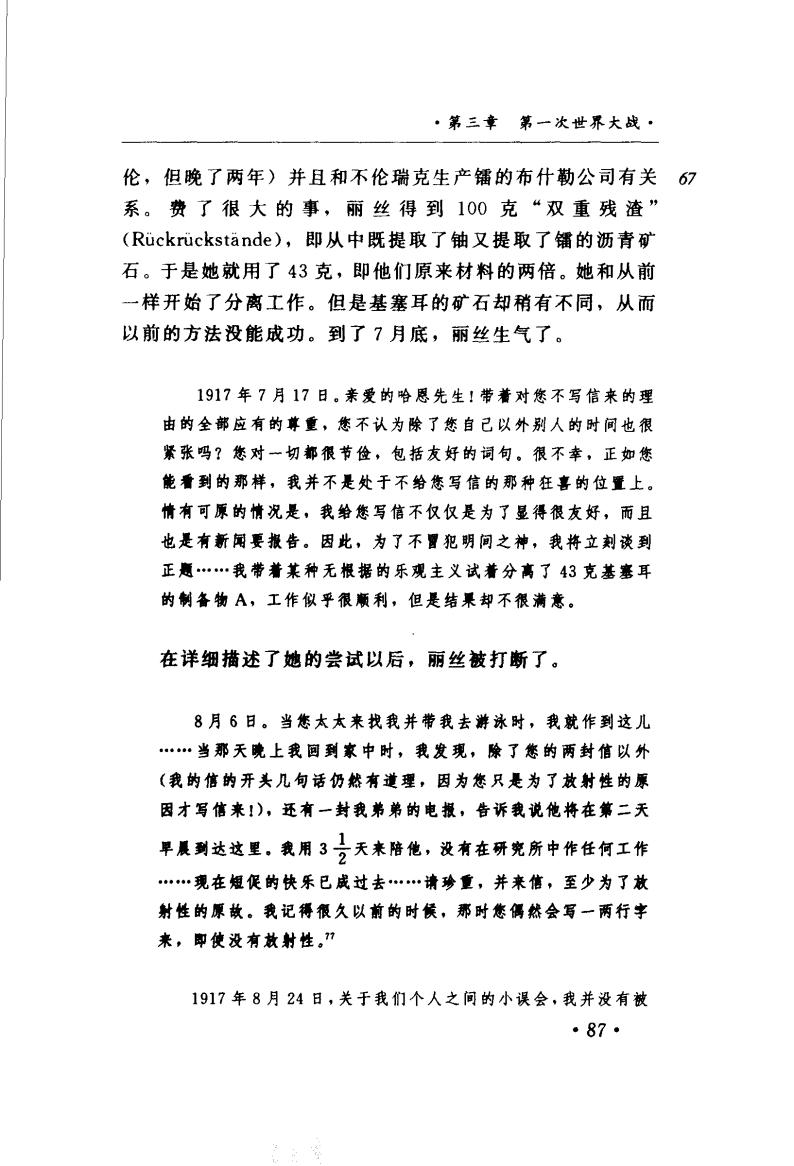 ·第三章 第一次世界大战·
伦，但晚了两年）并且和不伦瑞克生产镭的布什勒公司有关 67
系。费了很大的事，丽丝得到 100 克“双重残渣”
(Rückrückstände)，即从中既提取了铀又提取了镭的沥青矿
石。于是她就用了 43 克，即他们原来材料的两倍。她和从前
一样开始了分离工作。但是基塞耳的矿石却稍有不同，从而
以前的方法没能成功。到了 7 月底，丽丝生气了。
1917 年 7 月 17 日。亲爱的哈恩先生！带着对您不写信来的理
由的全部应有的尊重，您不认为除了您自己以外别人的时间也很
紧张吗？您对一切都很节俭，包括友好的词句。很不幸，正如您
能看到的那样，我并不是处于不给您写信的那种狂喜的位置上。
情有可原的情况是，我给您写信不仅仅是为了显得很友好，而且
也是有新闻要报告。因此，为了不冒犯明间之神，我将立刻谈到
正题……我带着某种无根据的乐观主义试着分离了 43 克基塞耳
的制备物 A，工作似乎很顺利，但是结果却不很满意。
在详细描述了她的尝试以后，丽丝被打断了。
8 月 6 日。当您太太来找我并带我去游泳时，我就作到这儿
……当那天晚上我回到家中时，我发现，除了您的两封信以外
（我的信的开头几句话仍然有道理，因为您只是为了放射性的原
因才写信来！），还有一封我弟弟的电报，告诉我说他将在第二天
早晨到达这里。我用 3 1/2 天来陪他，没有在研究所中作任何工作
……现在短促的快乐已成过去……请珍重，并来信，至少为了放
射性的原故。我记得很久以前的时候，那时您偶然会写一两行字
来，即使没有放射性。77
1917 年 8 月 24 日，关于我们个人之间的小误会，我并没有被
·87·